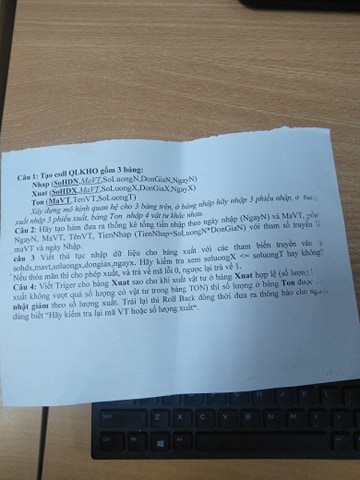 Câu 1: Tạo csdl QLKHO gồm 3 bảng:
Nhap (SoHDN,MaVT,SoLuongN,DonGiaN,NgayN)
Xuat (SoHDX,MaVT,SoLuongX,DonGiaX,NgayX)
Ton (MaVT,TenVT,SoLuongT)
Xây dựng mô hình quan hệ cho 3 bảng trên, ở bảng nhập hãy nhập 3 phiếu nhập, ở
xuất nhập 3 phiếu xuất, bảng Tồn nhập 4 vật tư khác nhau.
Câu 2: Hãy tạo hàm đưa ra thống kê tổng tiền nhập theo ngày nhập (NgayN) và MaVT,
NgayN, MaVT, TênVT, TienNhap (TienNhap=SoLuongN*DonGiaN) với tham số truyền
maVT và ngày Nhập.
câu 3 Viết thủ tục nhập dữ liệu cho bảng xuất với các tham biến truyền vào
sohdx,mavt,soluongx,dongiax,ngayx. Hãy kiểm tra xem soluongX <= soluongT hay không
Nếu thỏa mãn thì cho phép xuất, và trả về mã lỗi 0, ngược lại trả về 1.
Câu 4: Viết Triger cho bảng Xuat sao cho khi xuất vật tư ở bảng Xuat hợp lệ (số lượng
xuất không vượt quá số lượng có vật tư trong bảng TON) thì số lượng ở bảng Ton được
nhật giảm theo số lượng xuất. Trái lại thì Roll Back đồng thời đưa ra thông báo cho
dùng biết "Hãy kiểm tra lại mã VT hoặc số lượng xuất".